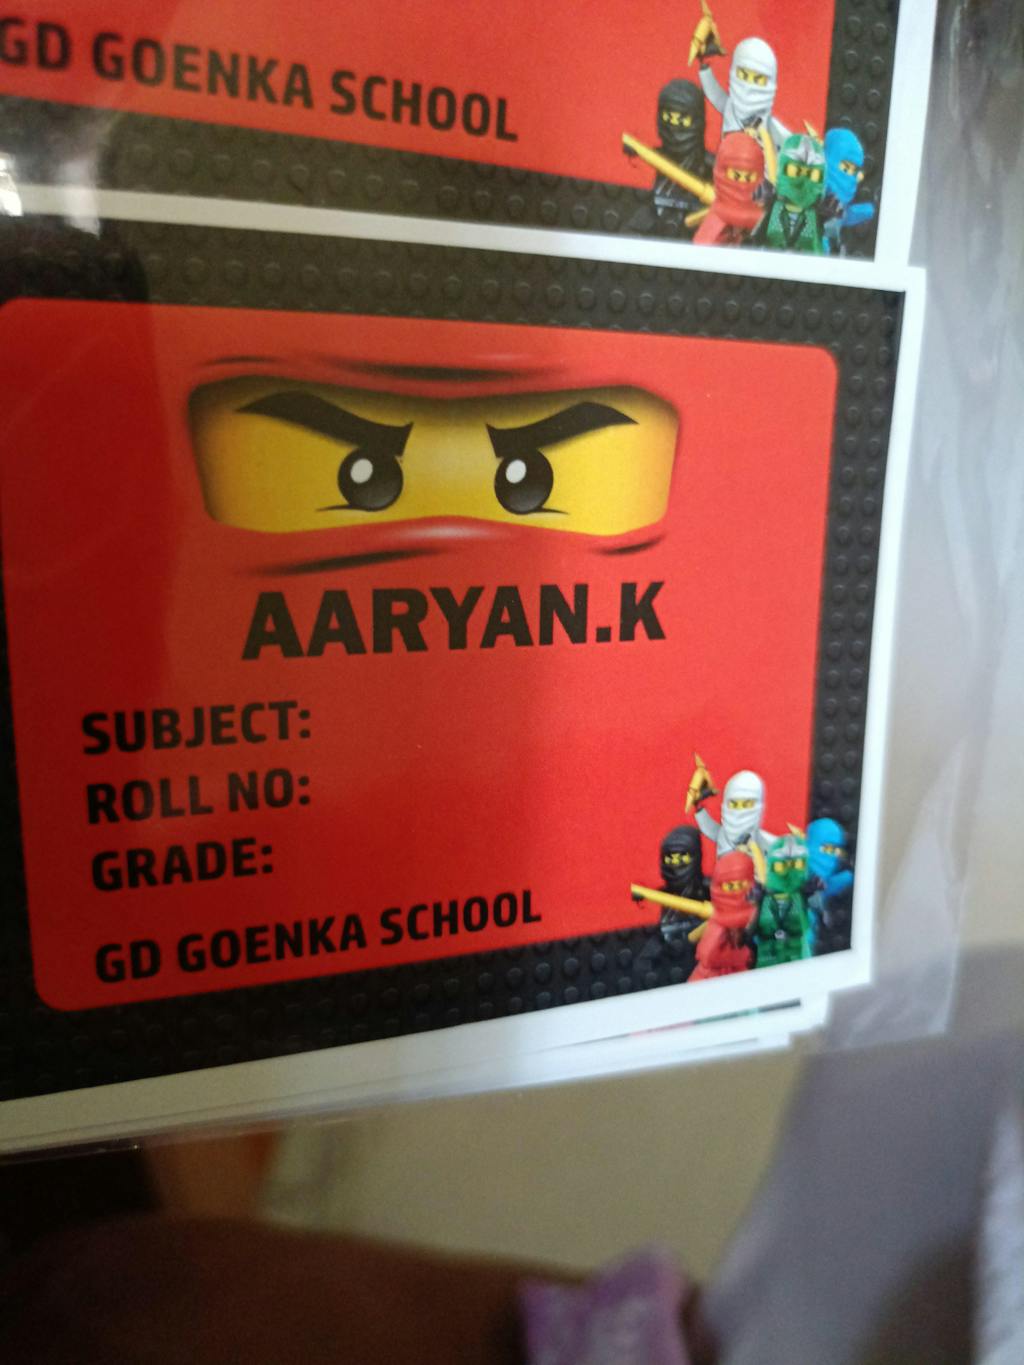 GD GOENKA SCHOOL
AARYAN.K
SUBJECT:
ROLL NO:
GRADE:
GD GOENKA SCHOOL